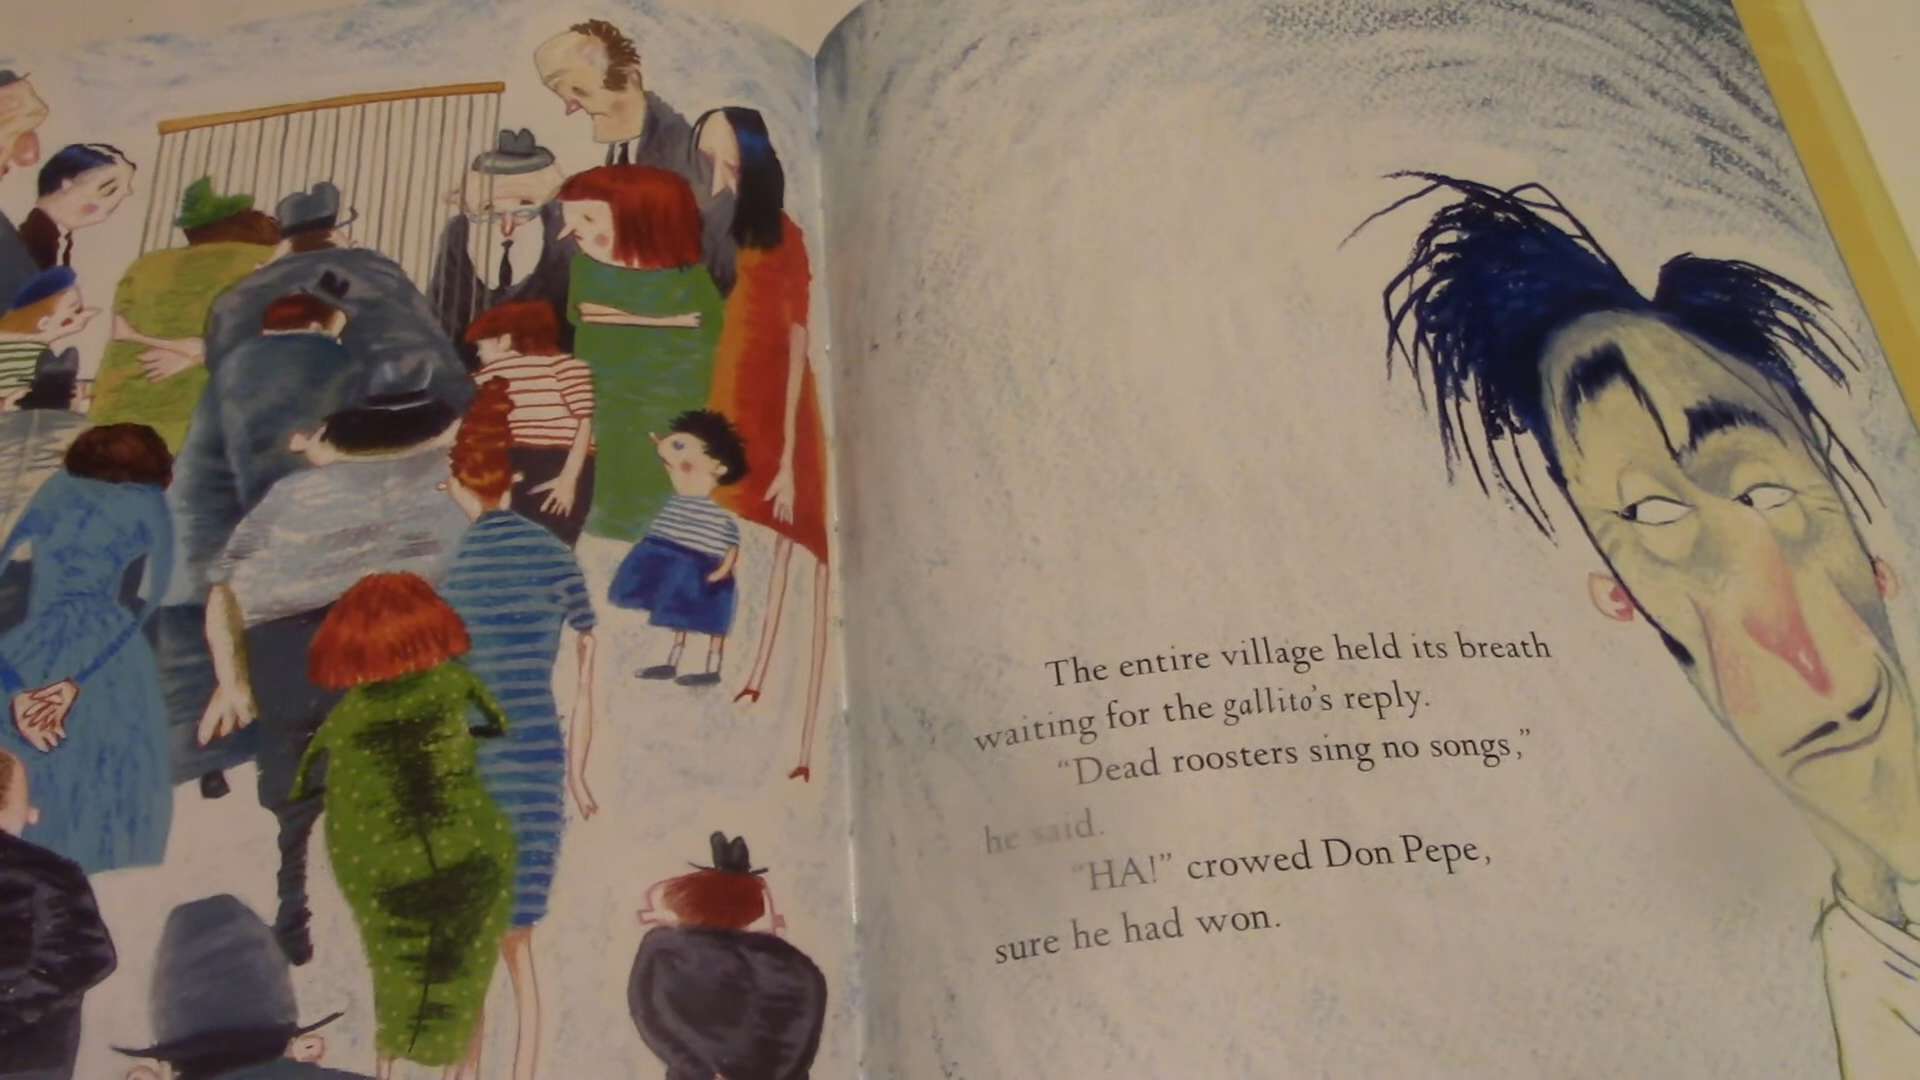 The entire village held its breath
waiting for the gallito's reply.
"Dead roosters sing no songs,"
he said.
"HA!" crowed Don Pepe,
sure he had won.